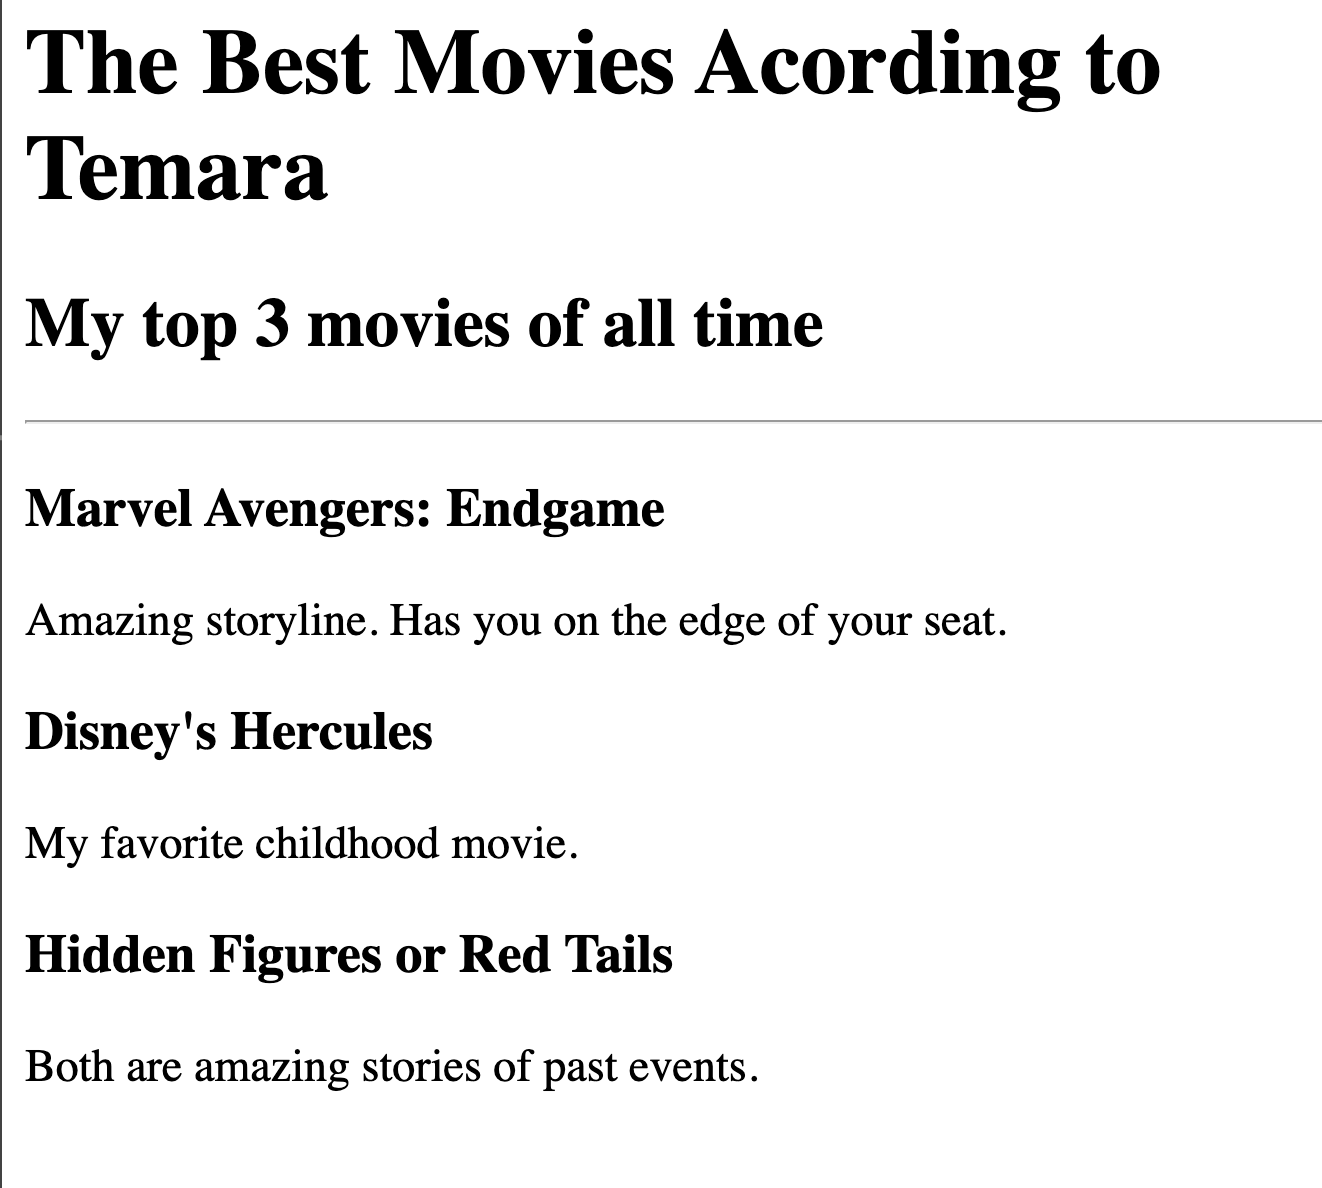 The Best Movies Acording to
Temara
My top 3 movies of all time
Marvel Avengers: Endgame
Amazing storyline. Has you on the edge of your seat.
Disney's Hercules
My favorite childhood movie.
Hidden Figures or Red Tails
Both are amazing stories of past events.